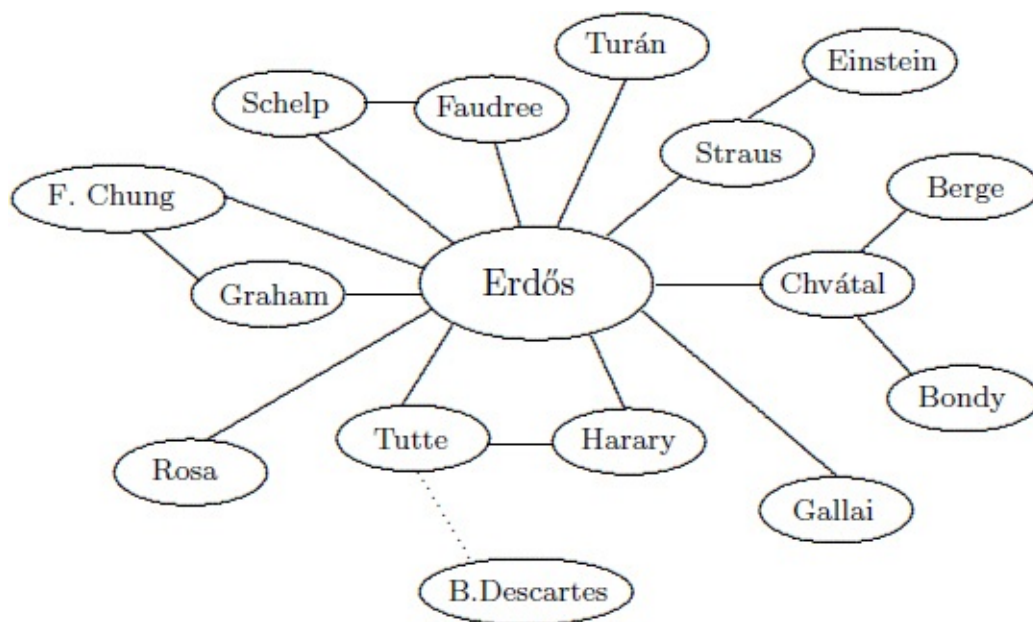 Turán
Einstein
Schelp
Faudree
Straus
Berge
F. Chung
Graham
Erdős
Chvátal
Bondy
Tutte
Harary
Rosa
Gallai
B.Descartes